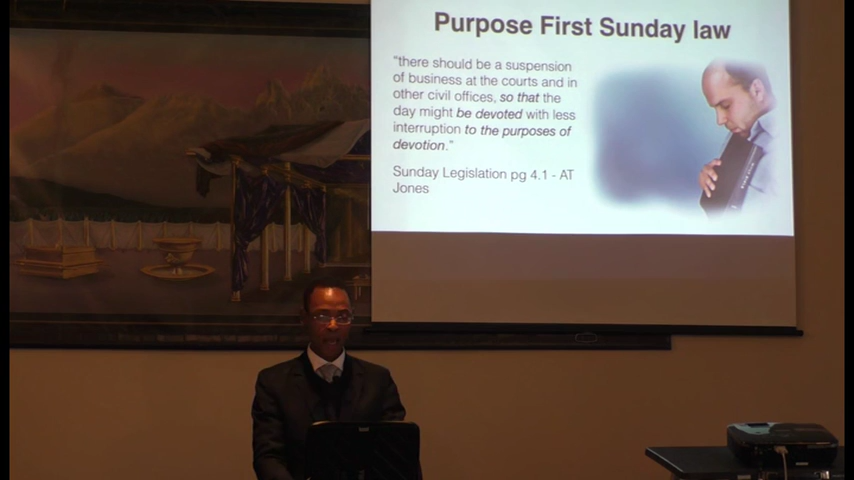 Purpose First Sunday law
"there should be a suspension
of business at the courts and in
other civil offices, so that the
day might be devoted with less
interruption to the purposes of
devotion."
Sunday Legislation pg 4.1 - AT
Jones